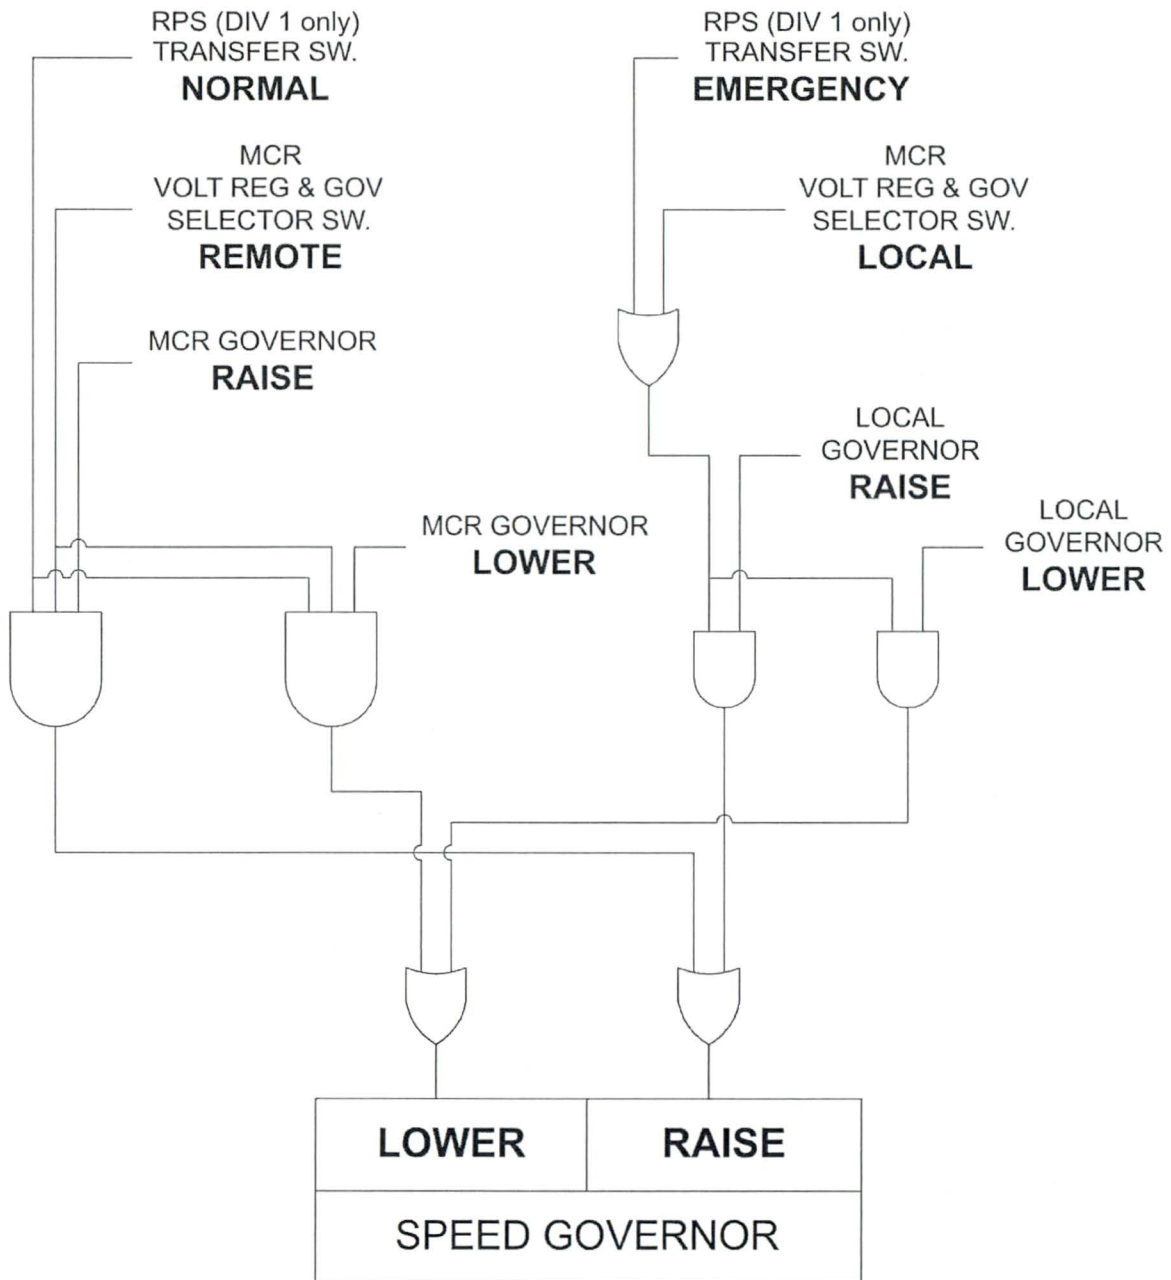 RPS (DIV 1 only)
TRANSFER SW.
NORMAL
RPS (DIV 1 only)
TRANSFER SW.
EMERGENCY
MCR
VOLT REG & GOV
SELECTOR SW.
REMOTE
MCR
VOLT REG & GOV
SELECTOR SW.
LOCAL
MCR GOVERNOR
RAISE
LOCAL
GOVERNOR
RAISE
MCR GOVERNOR
LOWER
LOCAL
GOVERNOR
LOWER
LOWER
RAISE
SPEED GOVERNOR